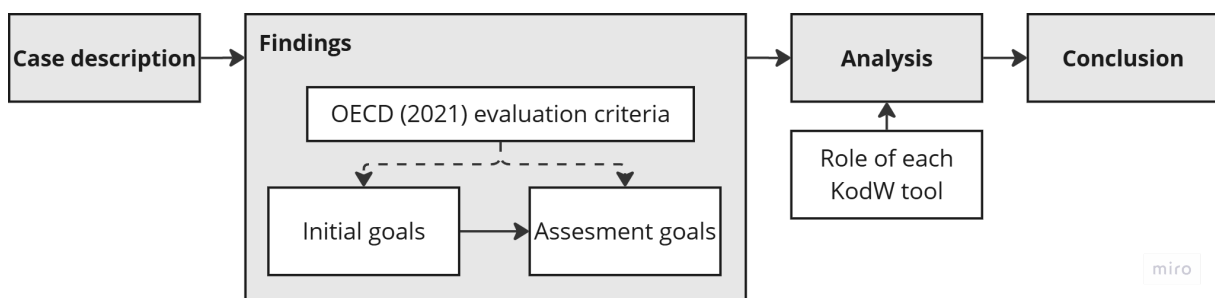 Case description
Findings
OECD (2021) evaluation criteria
Initial goals
Assesment goals
Analysis
Role of each
KodW tool
Conclusion
miro